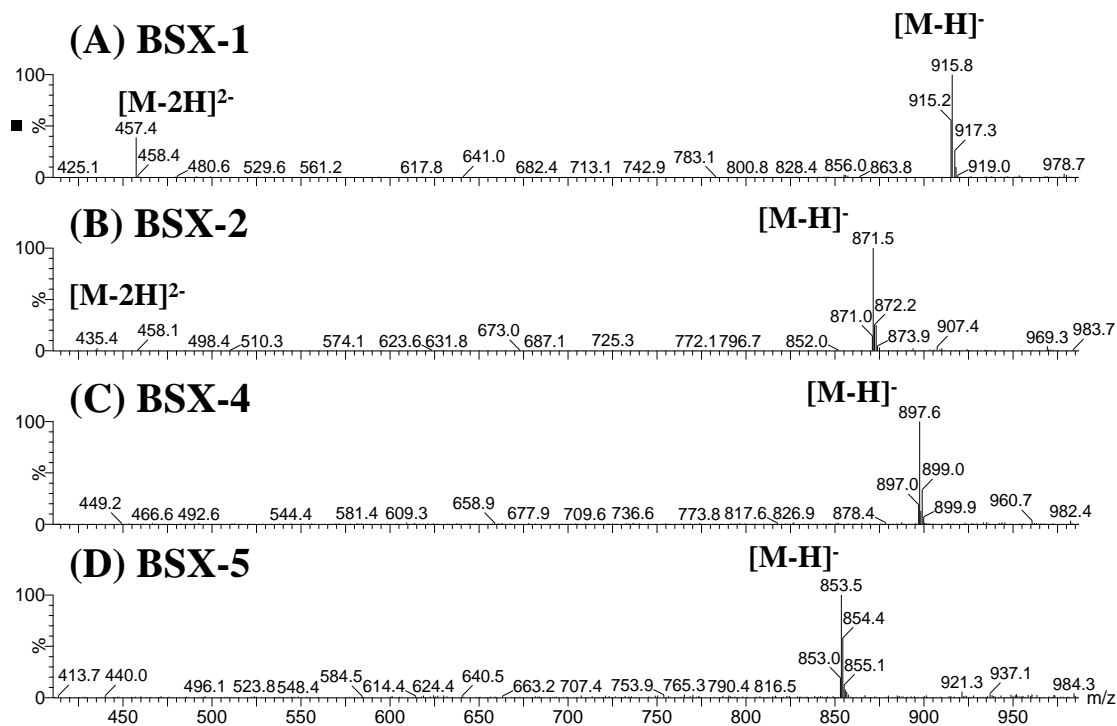 (A) BSX-1
[M-H]-
100
915.8
[M-2H]2-
915.2
%
457.4
917.3
458.4
783.1
425.1 480.6 529.6 561.2 617.8 641.0 682.4 713.1 742.9 800.8 828.4 856.0 863.8 919.0 978.7
0
(B) BSX-2
[M-H]-
100
871.5
[M-2H]2-
%
872.2
435.4 458.1 673.0 871.0 907.4
498.4 510.3 574.1 623.6 631.8 687.1 725.3 772.1 796.7 852.0 873.9 969.3 983.7
0
(C) BSX-4
[M-H]-
100
897.6
%
899.0
449.2 658.9 897.0
466.6 492.6 544.4 581.4 609.3 677.9 709.6 736.6 773.8 817.6 826.9 878.4 899.9 960.7 982.4
0
(D) BSX-5
[M-H]-
100
853.5
854.4
%
853.0
413.7 440.0 584.5 640.5 855.1
496.1 523.8 548.4 614.4 624.4 663.2 707.4 753.9 765.3 790.4 816.5 921.3 937.1 984.3
0
m/z
450 500 550 600 650 700 750 800 850 900 950